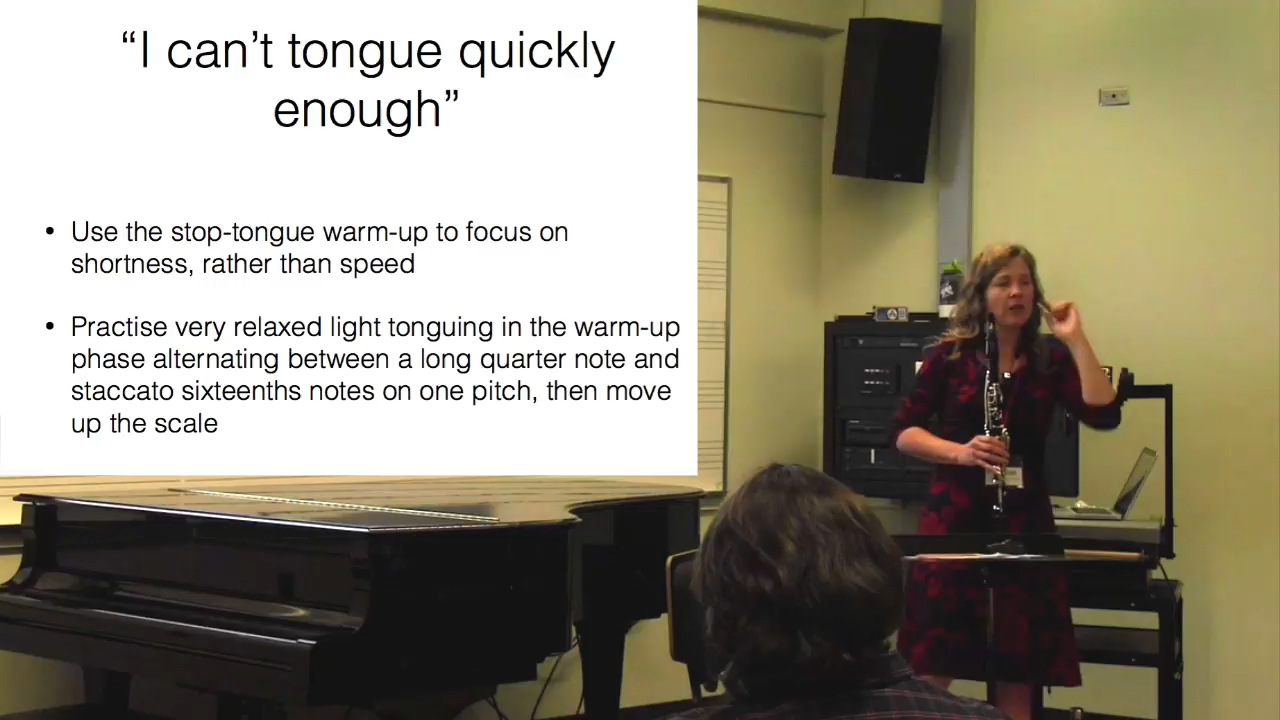 “I can’t tongue quickly
enough”
• Use the stop-tongue warm-up to focus on
shortness, rather than speed
• Practise very relaxed light tonguing in the warm-up
phase alternating between a long quarter note and
staccato sixteenths notes on one pitch, then move
up the scale